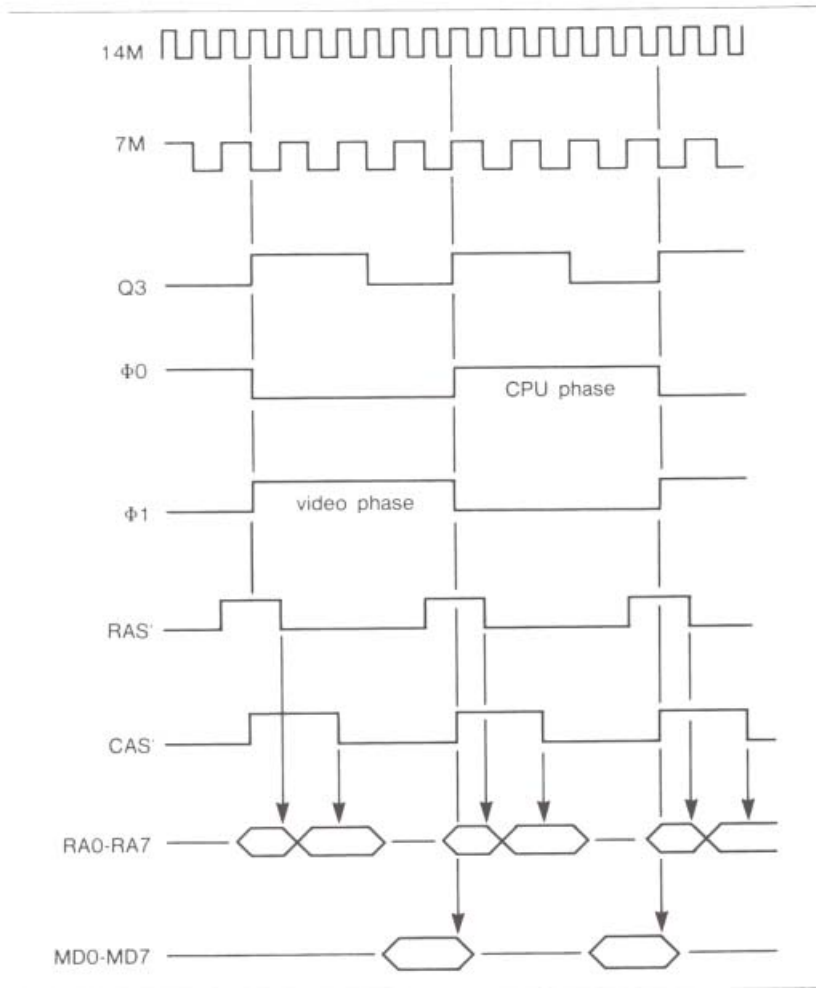 14M
7M
Q3
Φ0
CPU phase
Φ1
video phase
RAS'
CAS'
RA0-RA7
MD0-MD7